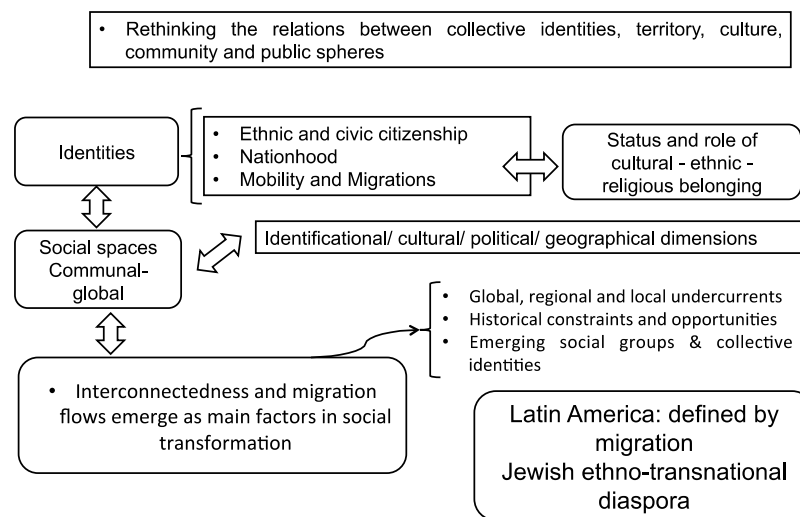 • Rethinking the relations between collective identities, territory, culture,
community and public spheres
Identities
• Ethnic and civic citizenship
• Nationhood
• Mobility and Migrations
Status and role of
cultural - ethnic -
religious belonging
Social spaces
Communal-
global
Identificational/ cultural/ political/ geographical dimensions
• Global, regional and local undercurrents
• Historical constraints and opportunities
• Emerging social groups & collective
identities
• Interconnectedness and migration
flows emerge as main factors in social
transformation
Latin America: defined by
migration
Jewish ethno-transnational
diaspora